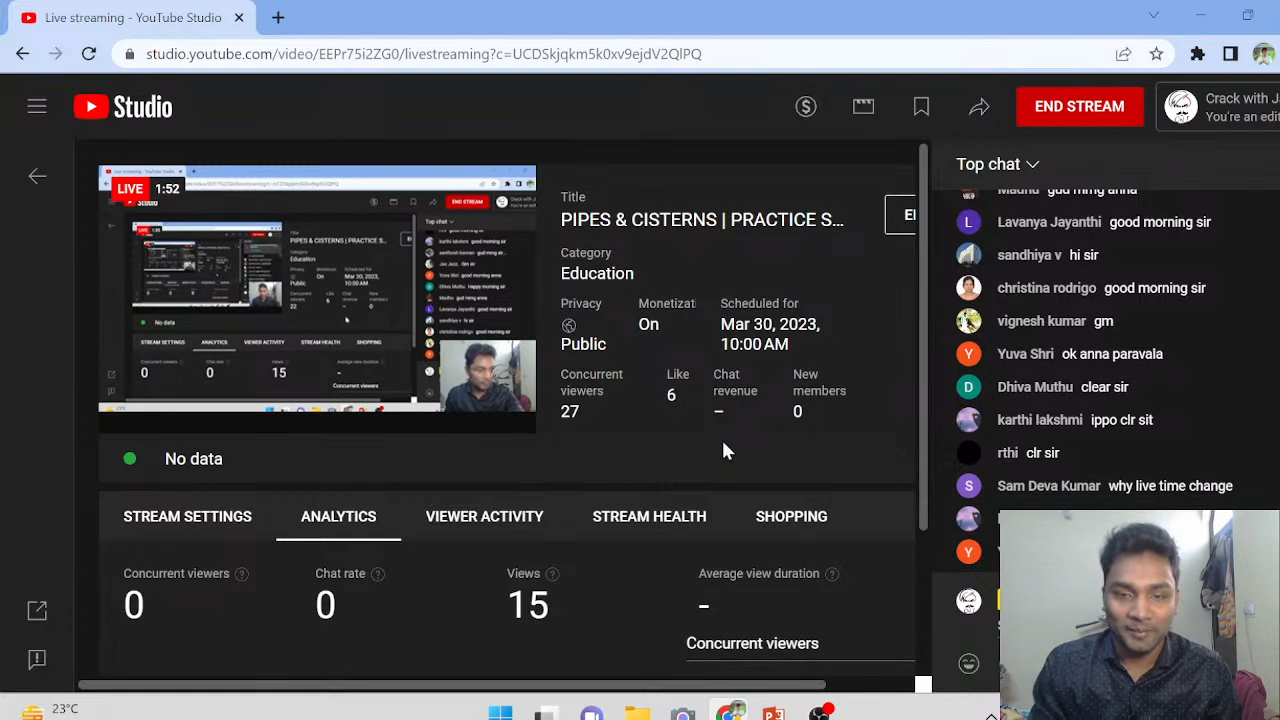 Live streaming - YouTube Studio
studio.youtube.com/video/EEPr75i2ZG0/livestreaming?c=UCDSkjqkm5k0xv9ejdV2QlPQ
Studio
END STREAM
Crack with
You're an edit
LIVE 1:52
Title
PIPES & CISTERNS | PRACTICE S...
Category
Education
Privacy
Monetizati
Scheduled for
Public
On
Mar 30, 2023,
10:00 AM
Concurrent
viewers
27
Like
6
Chat
revenue
–
New
members
0
No data
STREAM SETTINGS
ANALYTICS
VIEWER ACTIVITY
STREAM HEALTH
SHOPPING
Concurrent viewers
0
Chat rate
0
Views
15
Average view duration
-
Concurrent viewers
Top chat
Madhu gud mrng anna
Lavanya Jayanthi good morning sir
sandhiya v hi sir
christina rodrigo good morning sir
vignesh kumar gm
Yuva Shri ok anna paravala
Dhiva Muthu clear sir
karthi lakshmi ippo clr sit
rthi clr sir
Sam Deva Kumar why live time change
23°C